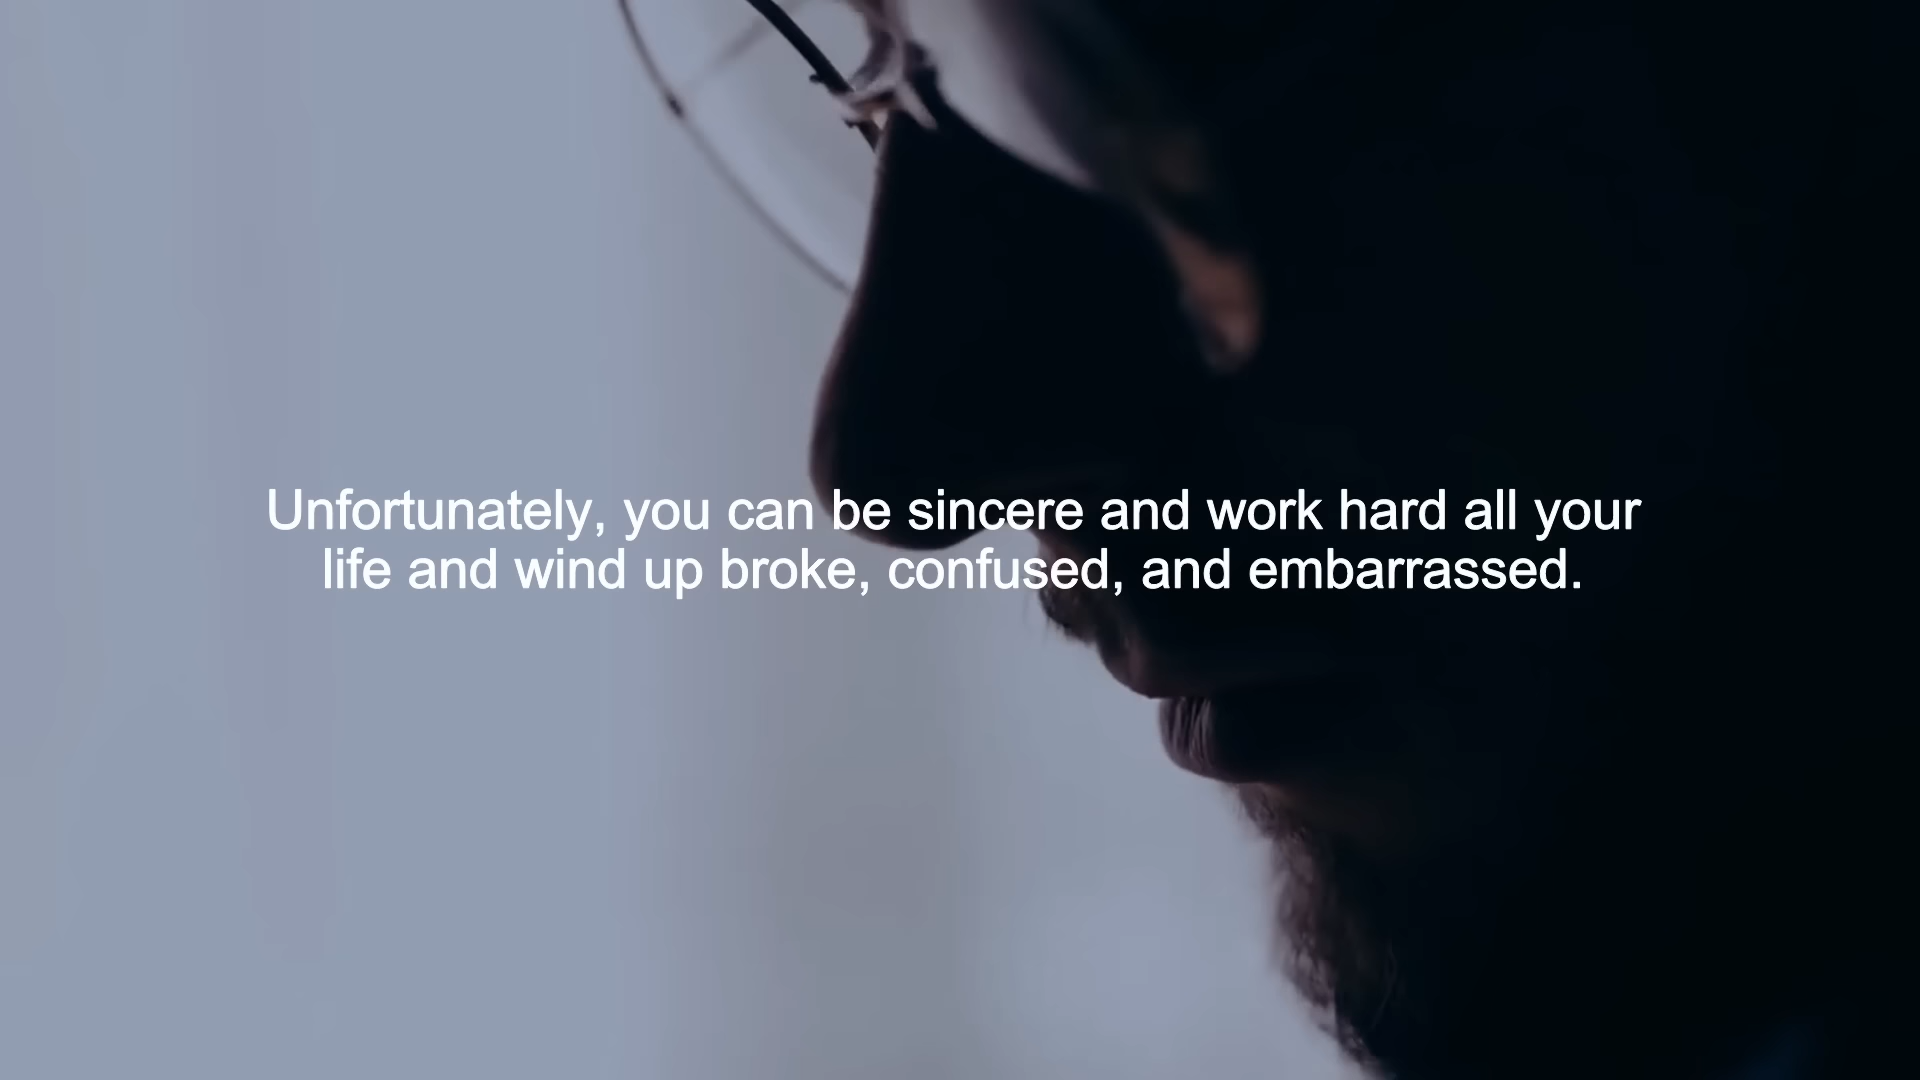 Unfortunately, you can be sincere and work hard all your
life and wind up broke, confused, and embarrassed.